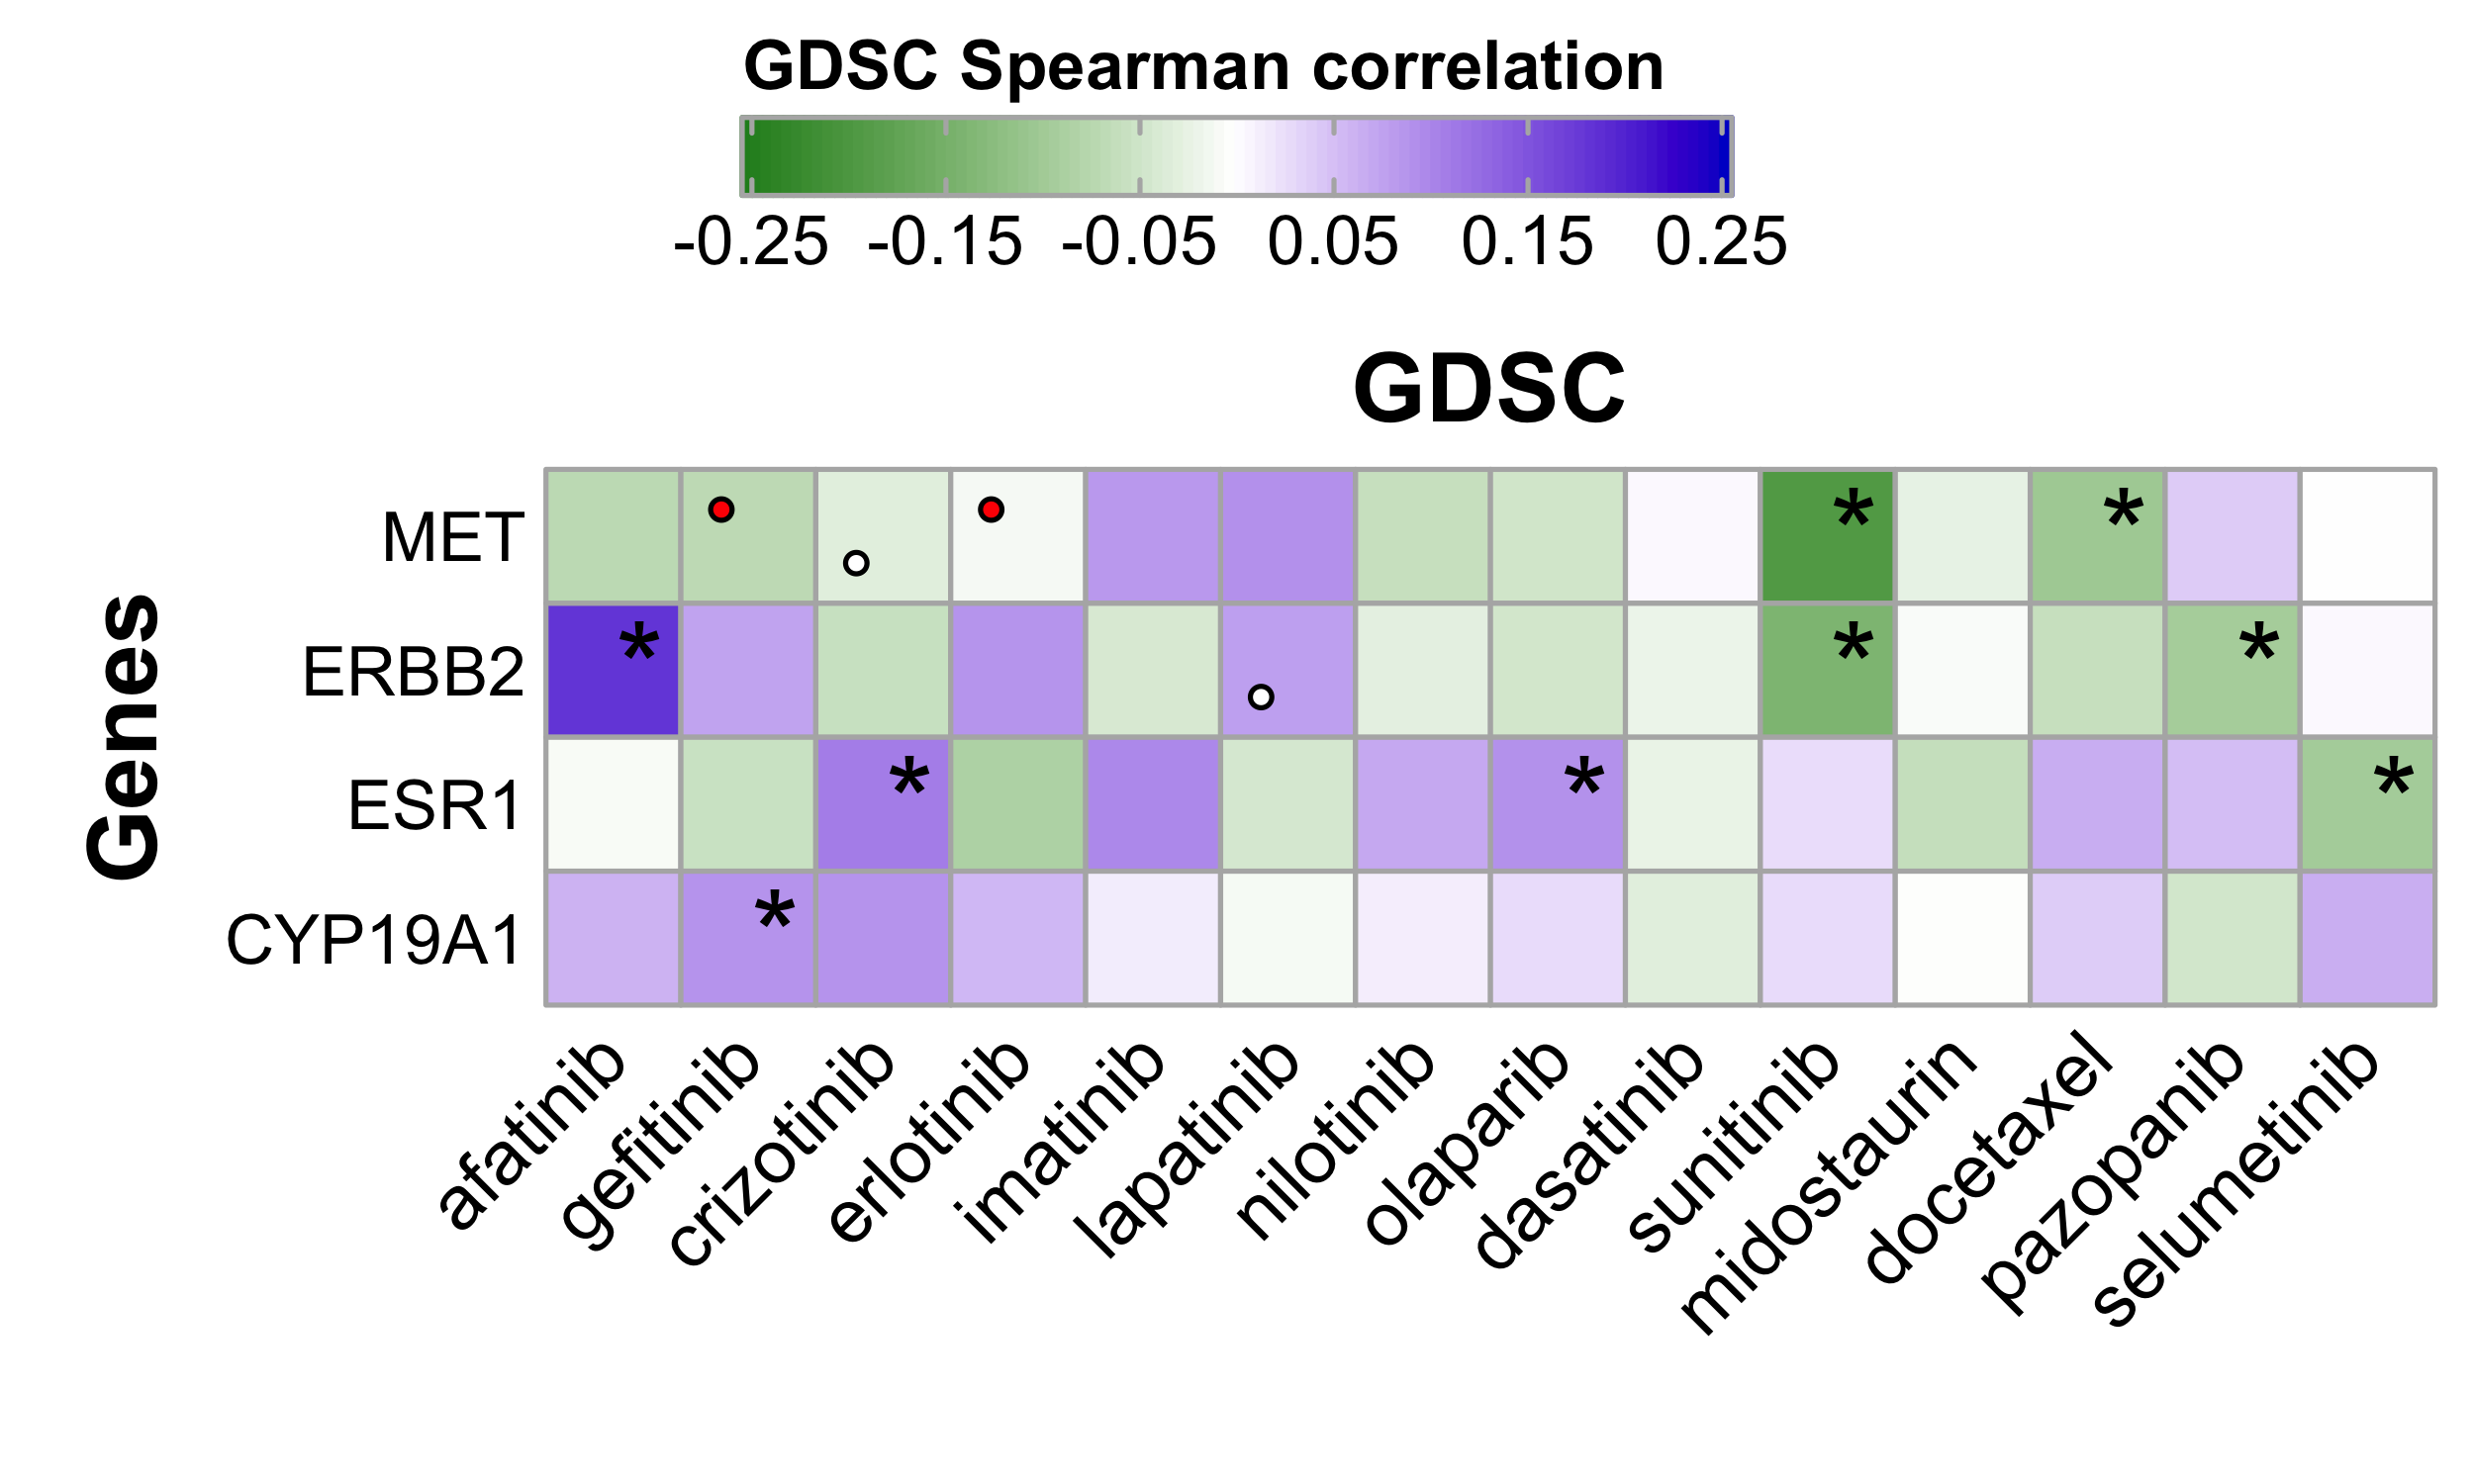 GDSC Spearman correlation
-0.25 -0.15 -0.05 0.05 0.15 0.25
GDSC
Genes
MET * *
ERBB2 * * *
ESR1 * * *
CYP19A1 *
afatinib gefitinib crizotinib erlotinib imatinib lapatinib nilotinib olaparib dasatinib sunitinib midostaurin docetaxel pazopanib selumetinib